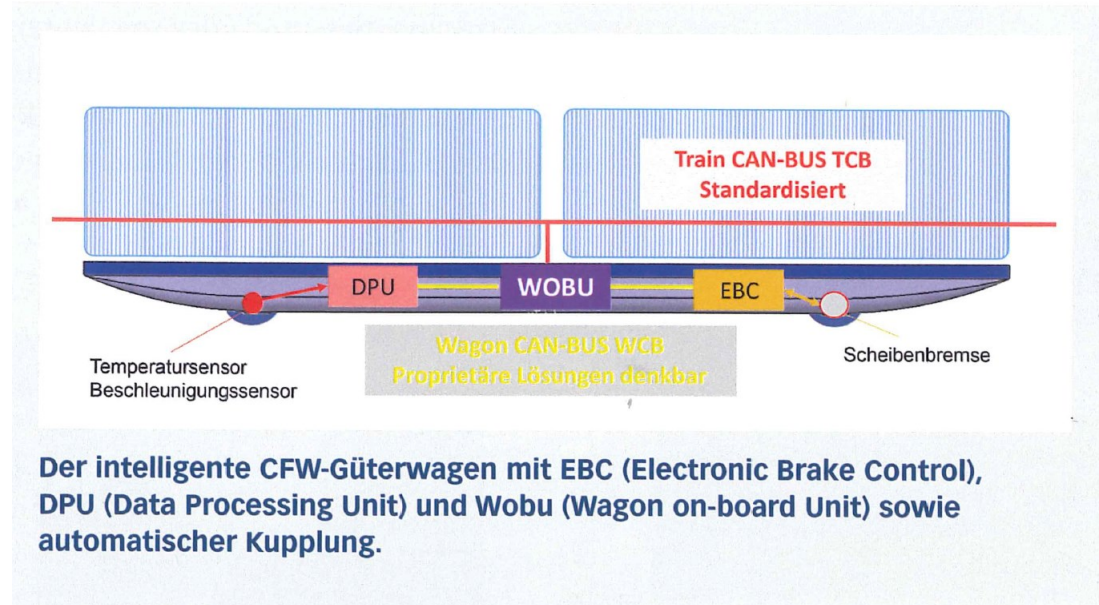 Train CAN-BUS TCB
Standardisiert
DPU
WOBU
EBC
Wagon CAN-BUS WCB
Proprietäre Lösungen denkbar
Temperatursensor
Beschleunigungssensor
Scheibenbremse
Der intelligente CFW-Güterwagen mit EBC (Electronic Brake Control),
DPU (Data Processing Unit) und Wobu (Wagon on-board Unit) sowie
automatischer Kupplung.